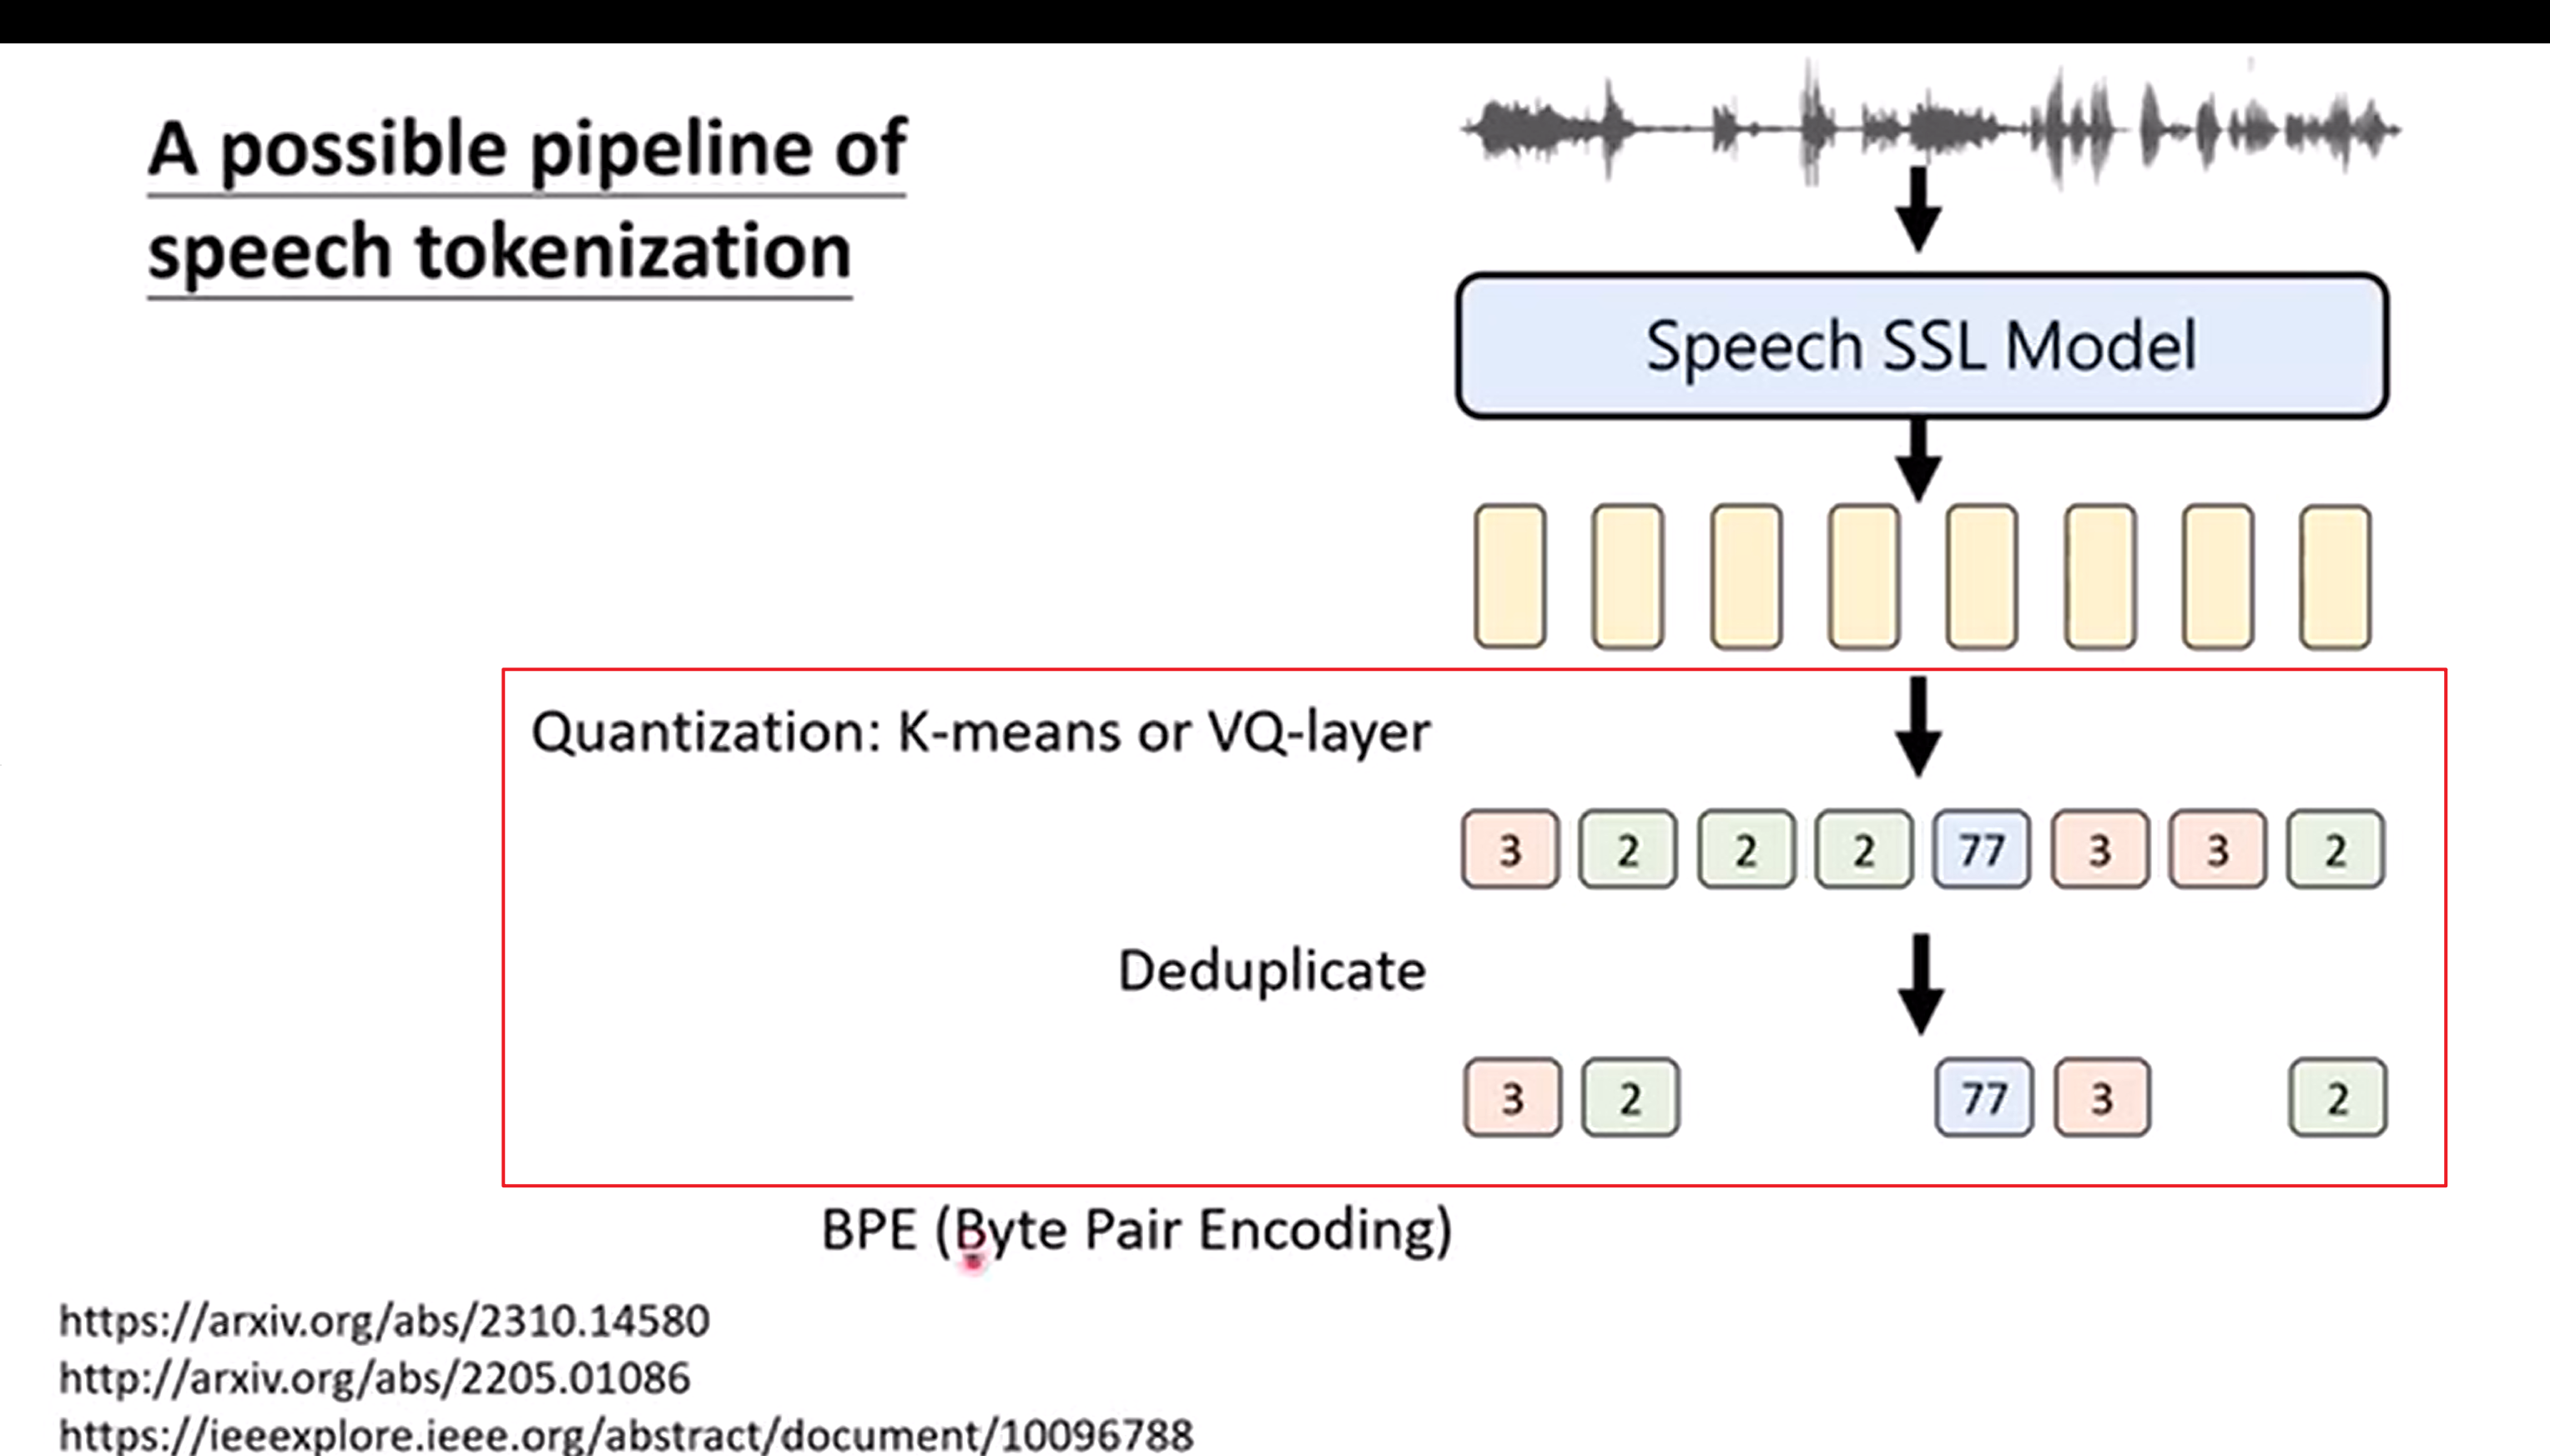 A possible pipeline of
speech tokenization
Speech SSL Model
Quantization: K-means or VQ-layer
3 2 2 2 77 3 3 2
Deduplicate
3 2 77 3 2
BPE (Byte Pair Encoding)
https://arxiv.org/abs/2310.14580
http://arxiv.org/abs/2205.01086
https://ieeexplore.ieee.org/abstract/document/10096788